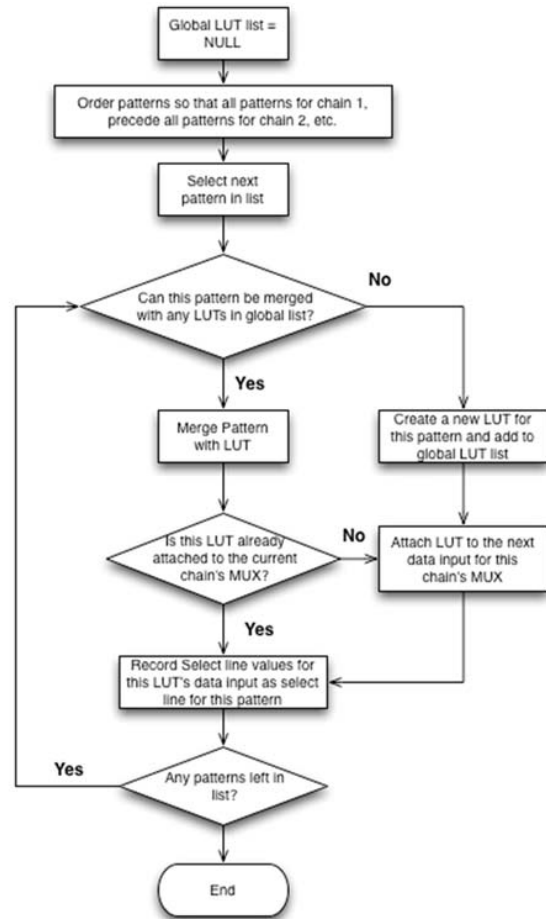 Global LUT list =
NULL
Order patterns so that all patterns for chain 1,
precede all patterns for chain 2, etc.
Select next
pattern in list
Can this pattern be merged
with any LUTs in global list?
No
Yes
Merge Pattern
with LUT
Create a new LUT for
this pattern and add to
global LUT list
Is this LUT already
attached to the current
chain's MUX?
No
Attach LUT to the next
data input for this
chain's MUX
Yes
Record Select line values for
this LUT's data input as select
line for this pattern
Yes
Any patterns left in
list?
End